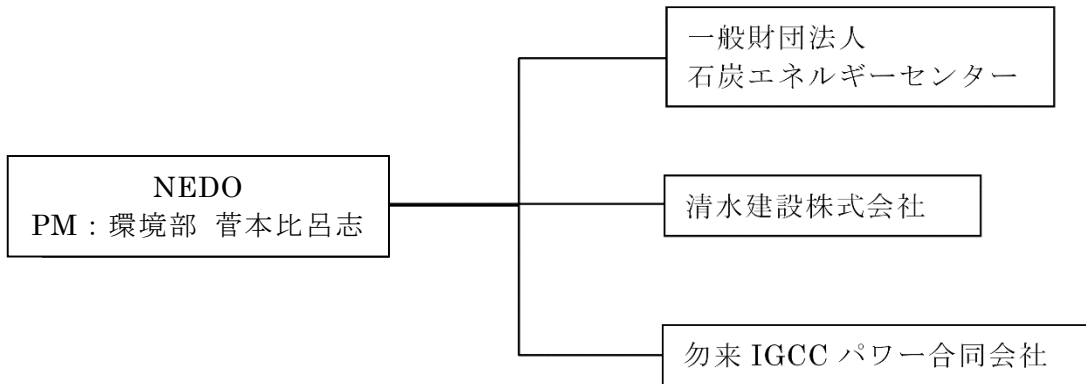 一般財団法人
石炭エネルギーセンター
NEDO
PM：環境部 菅本比呂志
清水建設株式会社
勿来 IGCC パワー合同会社